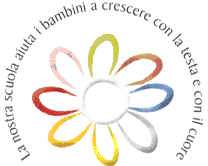 La nostra scuola aiuta i bambini a crescere con la testa e con il cuore